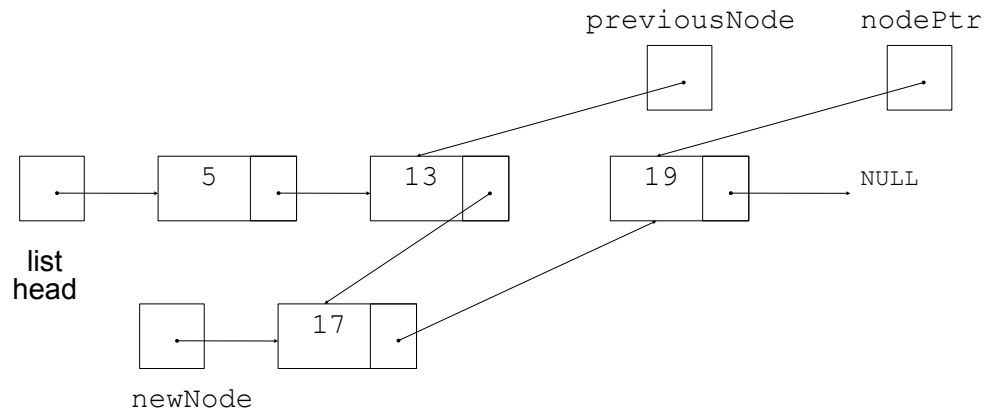 previousNode
nodePtr
5
13
19
NULL
list
head
17
newNode